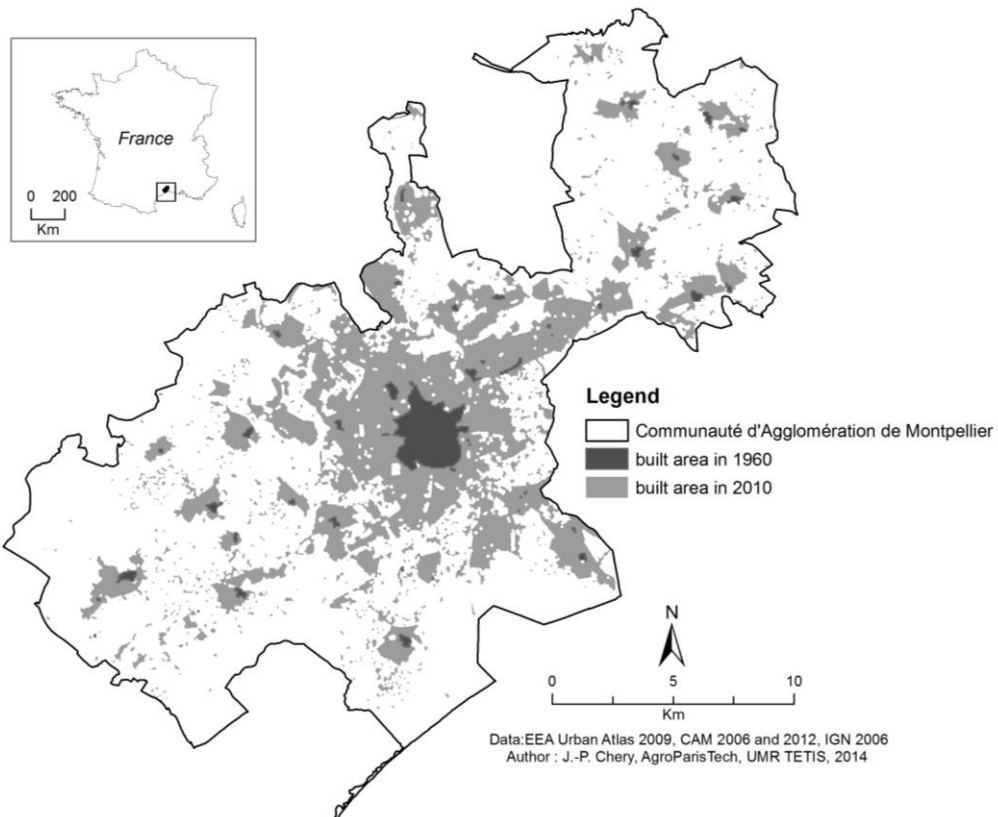 France
0 200
Km
Legend
Communauté d'Agglomération de Montpellier
built area in 1960
built area in 2010
N
0 5 10
Km
Data:EEA Urban Atlas 2009, CAM 2006 and 2012, IGN 2006
Author : J.-P. Chery, AgroParisTech, UMR TETIS, 2014